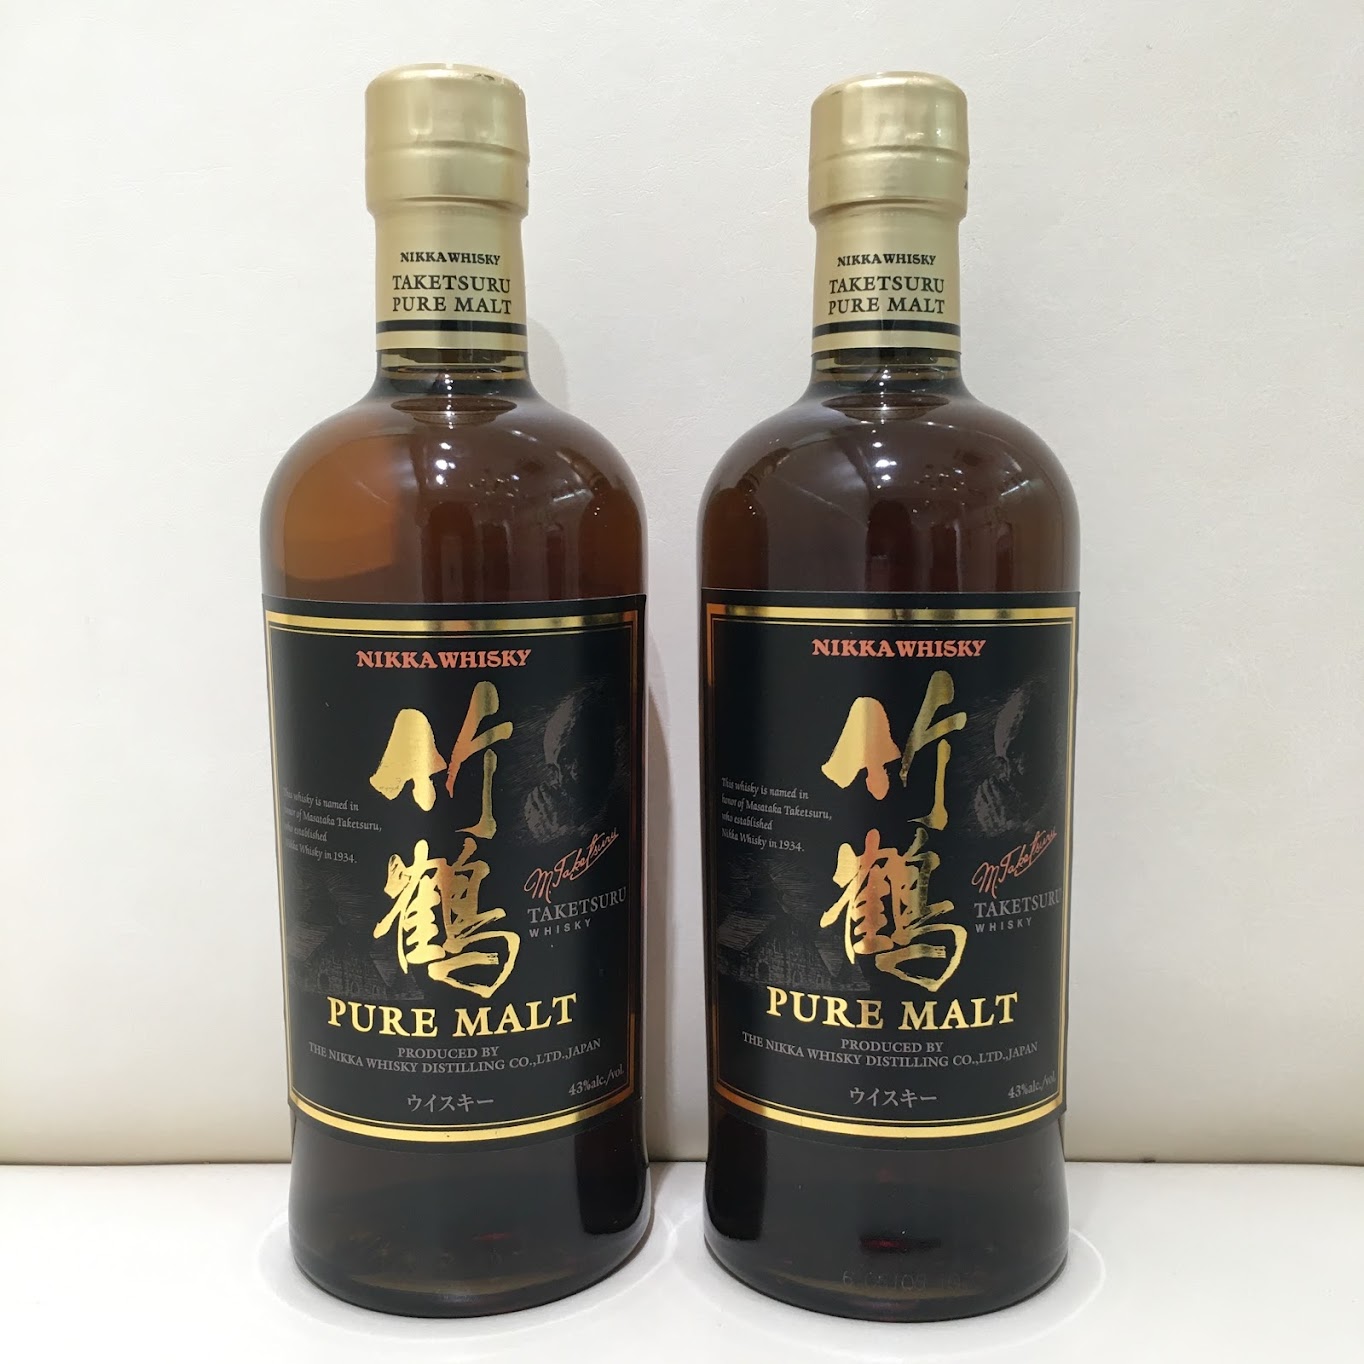 NIKKA WHISKY
TAKETSURU
PURE MALT
NIKKA WHISKY
竹鶴
This whisky is named in
honor of Masataka Taketsuru,
who established
Nikka Whisky in 1934.
M.Taketsuru
TAKETSURU
WHISKY
PURE MALT
PRODUCED BY
THE NIKKA WHISKY DISTILLING CO.,LTD.,JAPAN
43%alc./vol.
ウイスキー
NIKKA WHISKY
TAKETSURU
PURE MALT
NIKKA WHISKY
竹鶴
This whisky is named in
honor of Masataka Taketsuru,
who established
Nikka Whisky in 1934.
M.Taketsuru
TAKETSURU
WHISKY
PURE MALT
PRODUCED BY
THE NIKKA WHISKY DISTILLING CO.,LTD.,JAPAN
43%alc./vol.
ウイスキー